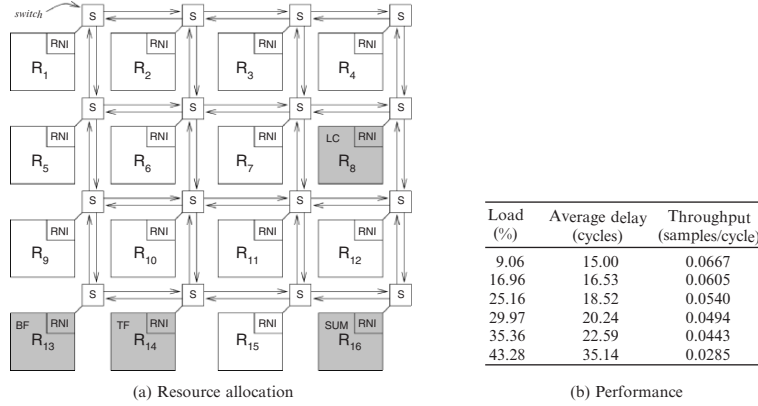 switch
S S S S
RNI RNI RNI RNI
R1 R2 R3 R4
S S S S
RNI RNI RNI LC RNI
R5 R6 R7 R8
S S S S
RNI RNI RNI RNI
R9 R10 R11 R12
S S S S
BF RNI TF RNI RNI SUM RNI
R13 R14 R15 R16
(a) Resource allocation
Load Average delay Throughput
(%) (cycles) (samples/cycle)
9.06 15.00 0.0667
16.96 16.53 0.0605
25.16 18.52 0.0540
29.97 20.24 0.0494
35.36 22.59 0.0443
43.28 35.14 0.0285
(b) Performance